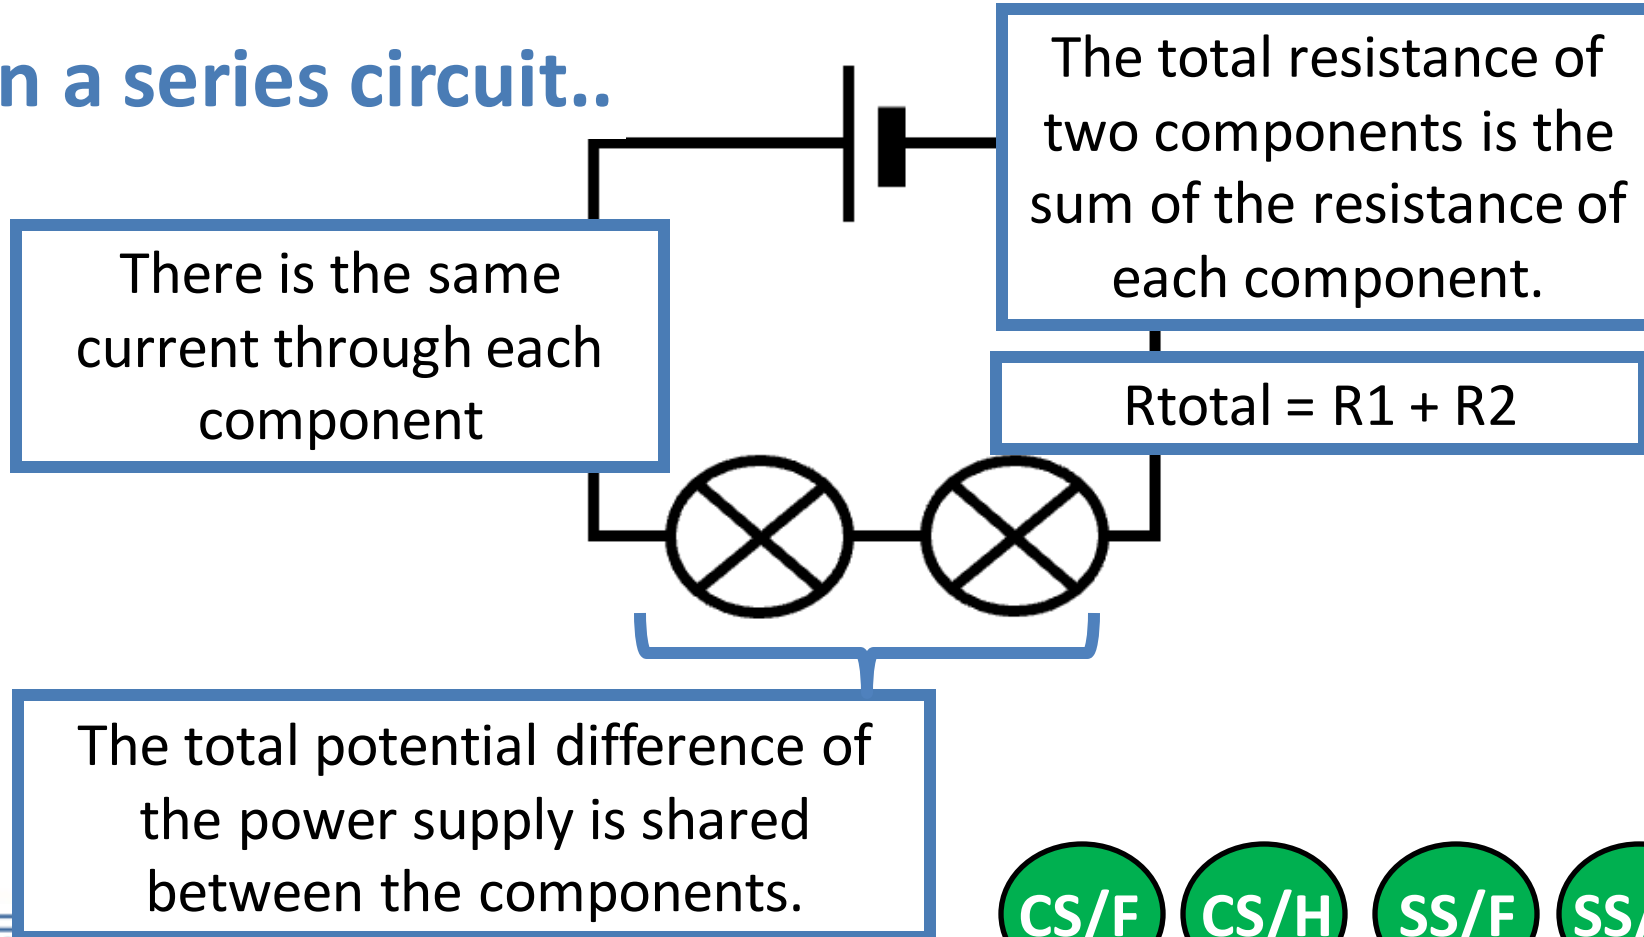 n a series circuit..
The total resistance of
two components is the
sum of the resistance of
each component.
There is the same
current through each
component
Rtotal = R1 + R2
The total potential difference of
the power supply is shared
between the components.
CS/F CS/H SS/F SS/